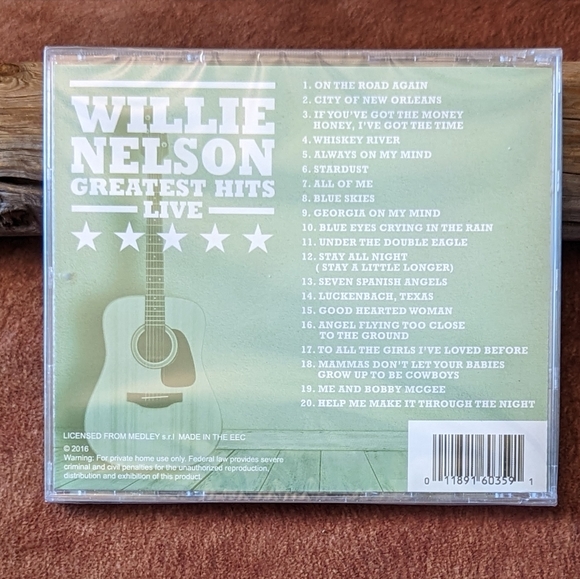 WILLIE
NELSON
GREATEST HITS
LIVE
1. ON THE ROAD AGAIN
2. CITY OF NEW ORLEANS
3. IF YOU'VE GOT THE MONEY
HONEY, I'VE GOT THE TIME
4. WHISKEY RIVER
5. ALWAYS ON MY MIND
6. STARDUST
7. ALL OF ME
8. BLUE SKIES
9. GEORGIA ON MY MIND
10. BLUE EYES CRYING IN THE RAIN
11. UNDER THE DOUBLE EAGLE
12. STAY ALL NIGHT
( STAY A LITTLE LONGER)
13. SEVEN SPANISH ANGELS
14. LUCKENBACH, TEXAS
15. GOOD HEARTED WOMAN
16. ANGEL FLYING TOO CLOSE
TO THE GROUND
17. TO ALL THE GIRLS I'VE LOVED BEFORE
18. MAMMAS DON'T LET YOUR BABIES
GROW UP TO BE COWBOYS
19. ME AND BOBBY MCGEE
20. HELP ME MAKE IT THROUGH THE NIGHT
LICENSED FROM MEDLEY s.r.l MADE IN THE EEC
© 2016
Warning: For private home use only. Federal law provides severe
criminal and civil penalties for the unauthorized reproduction,
distribution and exhibition of this product.
0 11891 60359 1